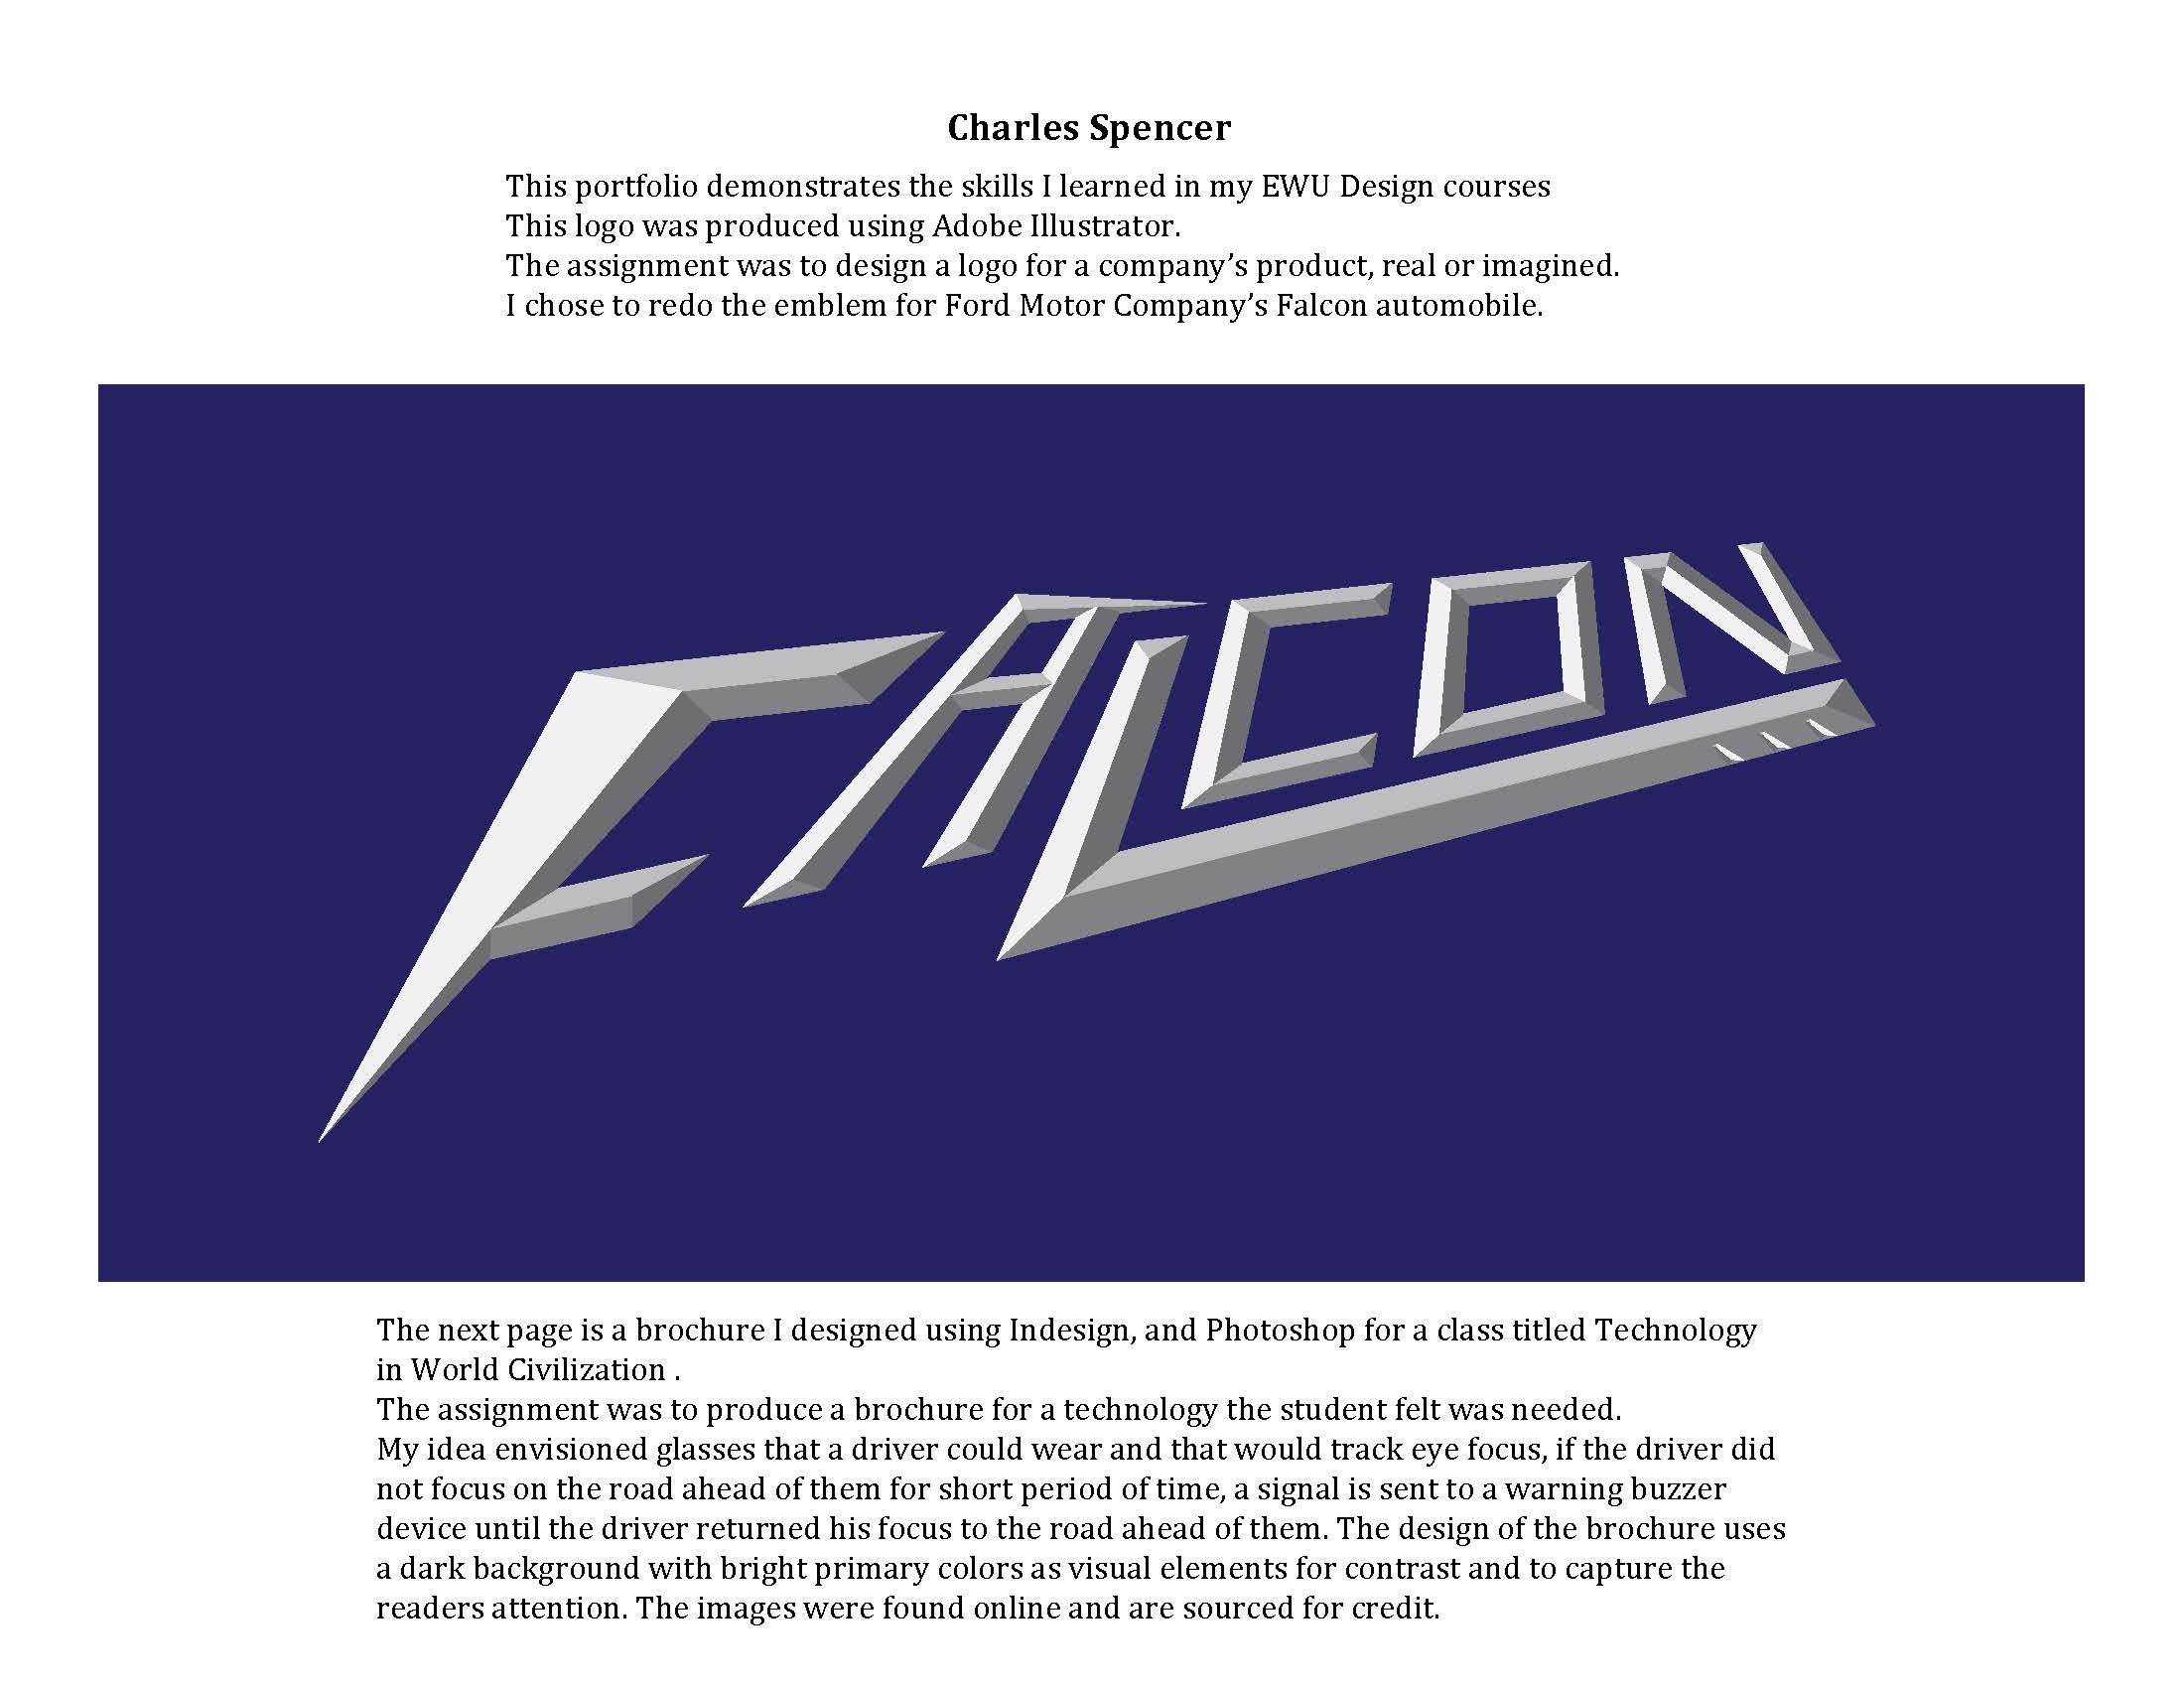 Charles Spencer
This portfolio demonstrates the skills I learned in my EWU Design courses
This logo was produced using Adobe Illustrator.
The assignment was to design a logo for a company’s product, real or imagined.
I chose to redo the emblem for Ford Motor Company’s Falcon automobile.
FALCON
The next page is a brochure I designed using Indesign, and Photoshop for a class titled Technology
in World Civilization .
The assignment was to produce a brochure for a technology the student felt was needed.
My idea envisioned glasses that a driver could wear and that would track eye focus, if the driver did
not focus on the road ahead of them for short period of time, a signal is sent to a warning buzzer
device until the driver returned his focus to the road ahead of them. The design of the brochure uses
a dark background with bright primary colors as visual elements for contrast and to capture the
readers attention. The images were found online and are sourced for credit.